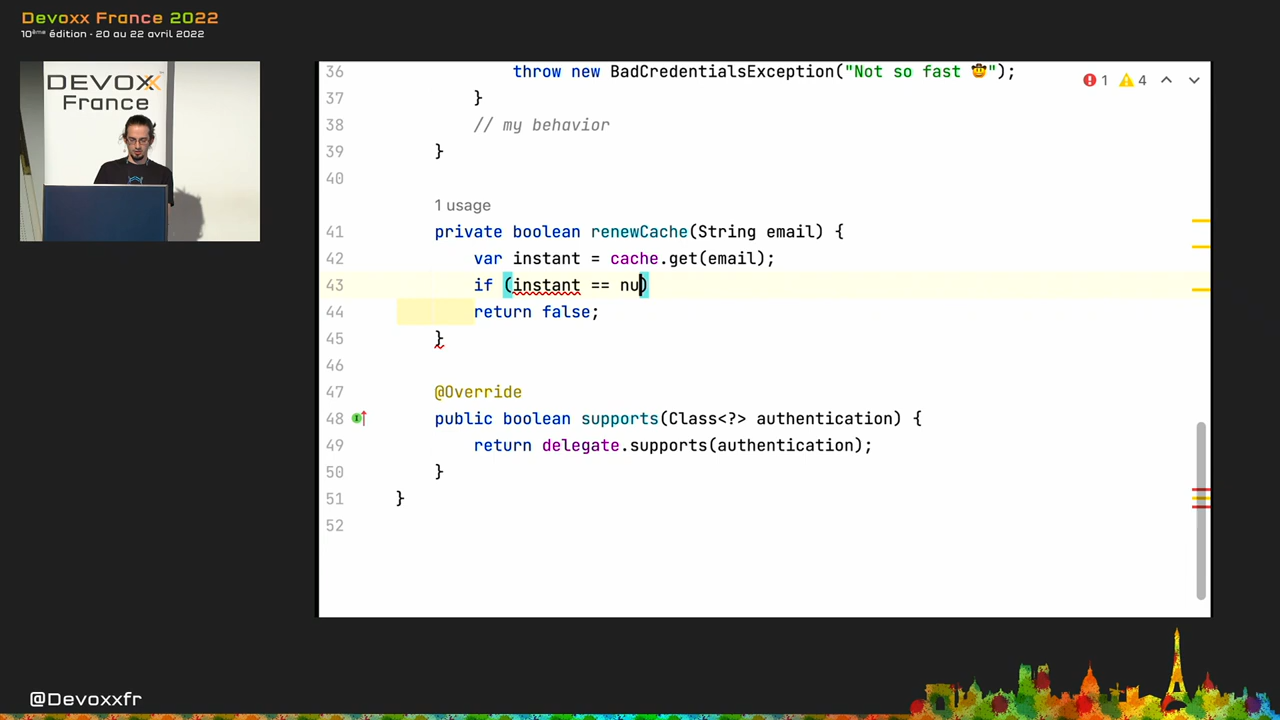 Devoxx France 2022
10ème édition - 20 au 22 avril 2022
DEVOXX
France
36 throw new BadCredentialsException("Not so fast 🤠");
1 4
37 }
38 // my behavior
39 }
40
1 usage
41 private boolean renewCache(String email) {
42 var instant = cache.get(email);
43 if (instant == nu)
44 return false;
45 }
46
47 @Override
48 public boolean supports(Class<?> authentication) {
49 return delegate.supports(authentication);
50 }
51 }
52
@Devoxxfr